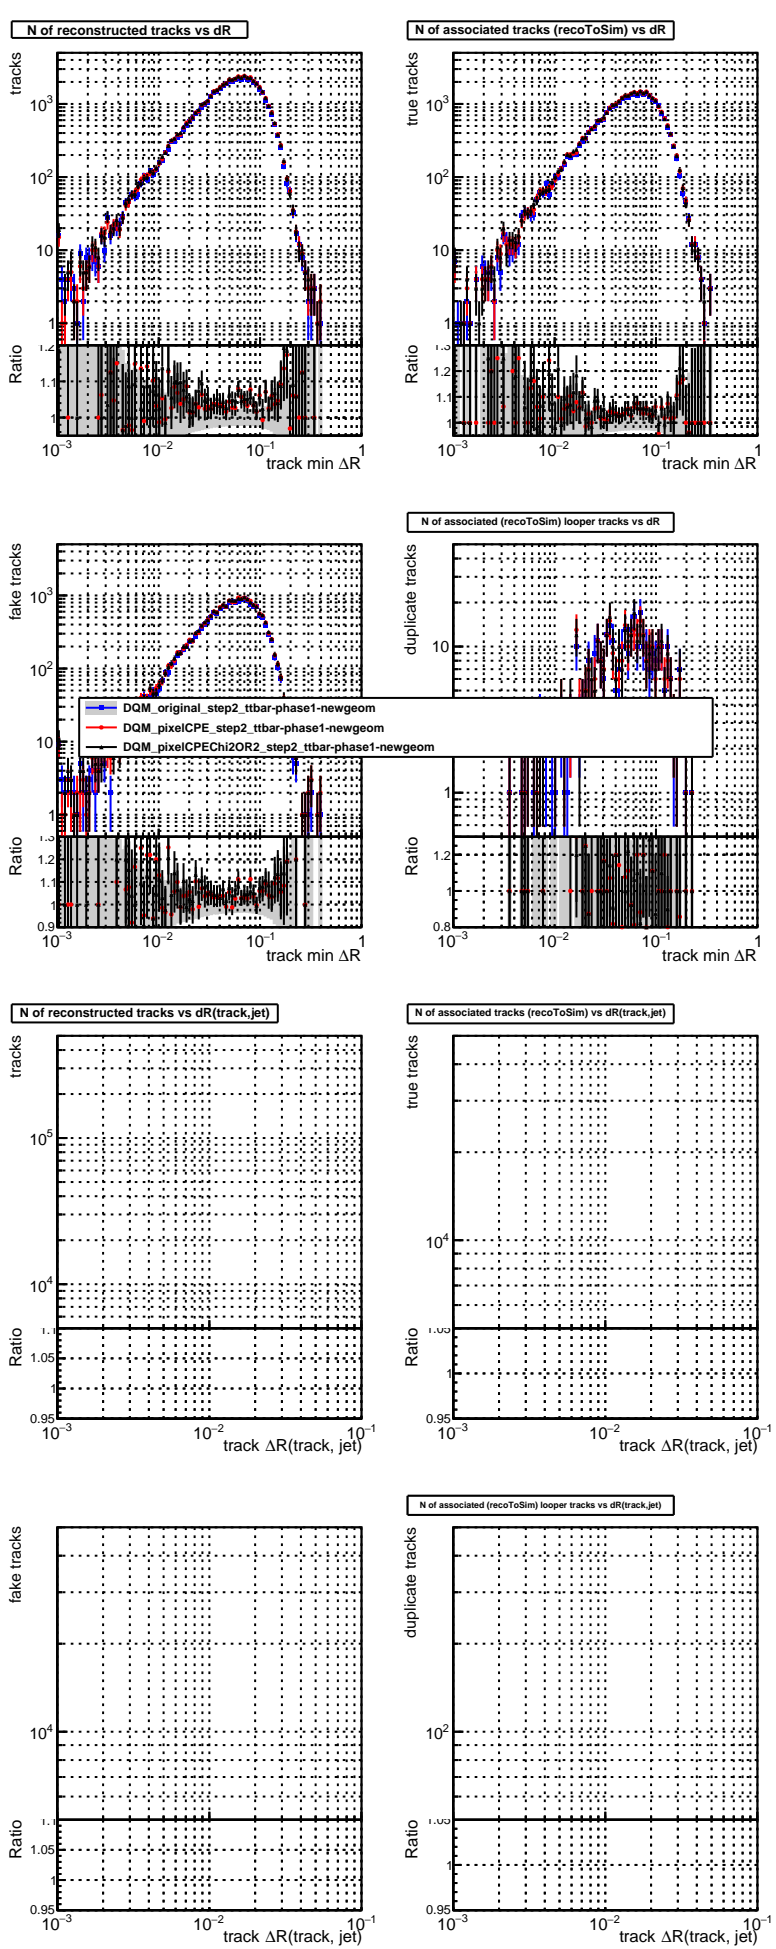 N of reconstructed tracks vs dR
tracks
10³
10²
10
1
Ratio
1.2
1.1
1
10⁻³ 10⁻² 10⁻¹ 1
track min ΔR
N of associated tracks (recoToSim) vs dR
true tracks
10³
10²
10
1
Ratio
1.3
1.2
1.1
1
10⁻³ 10⁻² 10⁻¹ 1
track min ΔR
fake tracks
10³
10²
10
1
Ratio
1.3
1.2
1.1
1
0.9
10⁻³ 10⁻² 10⁻¹ 1
track min ΔR
N of associated (recoToSim) looper tracks vs dR
duplicate tracks
10
1
Ratio
1.2
1
0.8
10⁻³ 10⁻² 10⁻¹ 1
track min ΔR
DQM_original_step2_ttbar-phase1-newgeom
DQM_pixelCPE_step2_ttbar-phase1-newgeom
DQM_pixelCPEChi2OR2_step2_ttbar-phase1-newgeom
N of reconstructed tracks vs dR(track,jet)
tracks
10⁵
10⁴
Ratio
1.1
1.05
1
0.95
10⁻³ 10⁻² 10⁻¹
track ΔR(track, jet)
N of associated tracks (recoToSim) vs dR(track,jet)
true tracks
10⁴
Ratio
1.05
1
0.95
10⁻³ 10⁻² 10⁻¹
track ΔR(track, jet)
fake tracks
10⁴
Ratio
1.1
1.05
1
0.95
10⁻³ 10⁻² 10⁻¹
track ΔR(track, jet)
N of associated (recoToSim) looper tracks vs dR(track,jet)
duplicate tracks
10²
Ratio
1.05
1
0.95
10⁻³ 10⁻² 10⁻¹
track ΔR(track, jet)